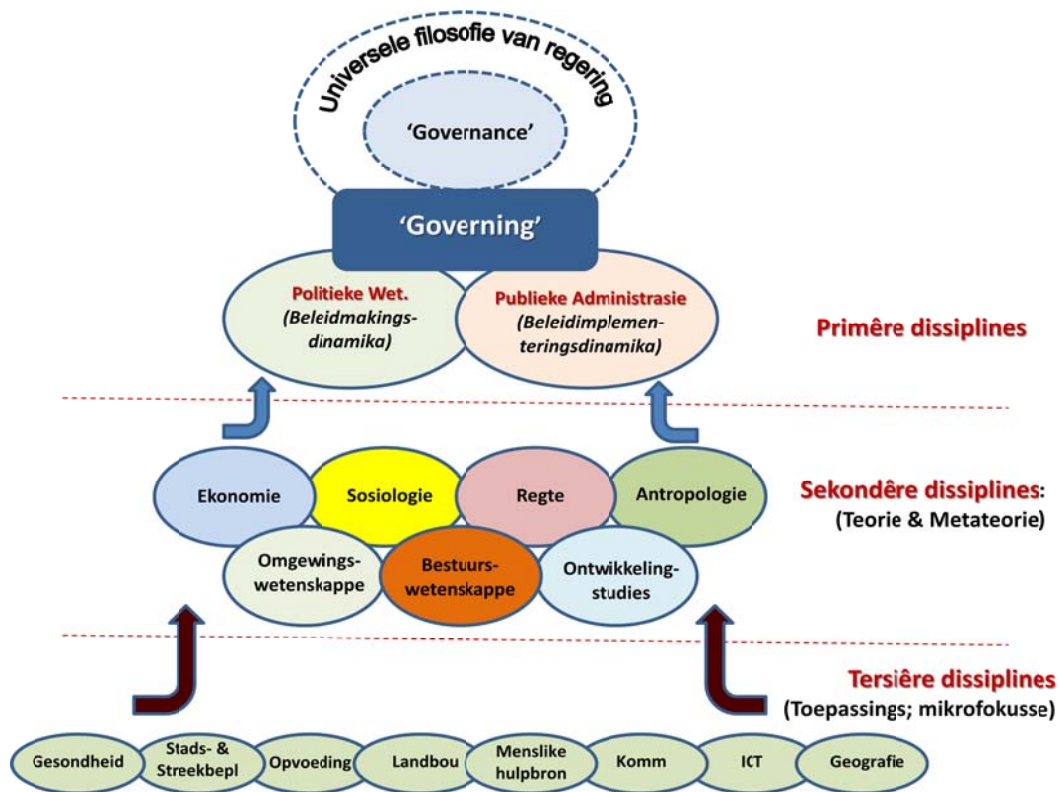 Universele filosofie van regering
‘Governance’
‘Governing’
Politieke Wet.
(Beleidmakings-
dinamika)
Publieke Administrasie
(Beleidimplemen-
teringsdinamika)
Primêre dissiplines
Ekonomie
Sosiologie
Regte
Antropologie
Sekondêre dissiplines:
(Teorie & Metateorie)
Omgewings-
wetenskappe
Bestuurs-
wetenskappe
Ontwikkeling-
studies
Tersiêre dissiplines
(Toepassings; mikrofokusse)
Gesondheid
Stads- &
Streekbepl
Opvoeding
Landbou
Menslike
hulpbron
Komm
ICT
Geografie